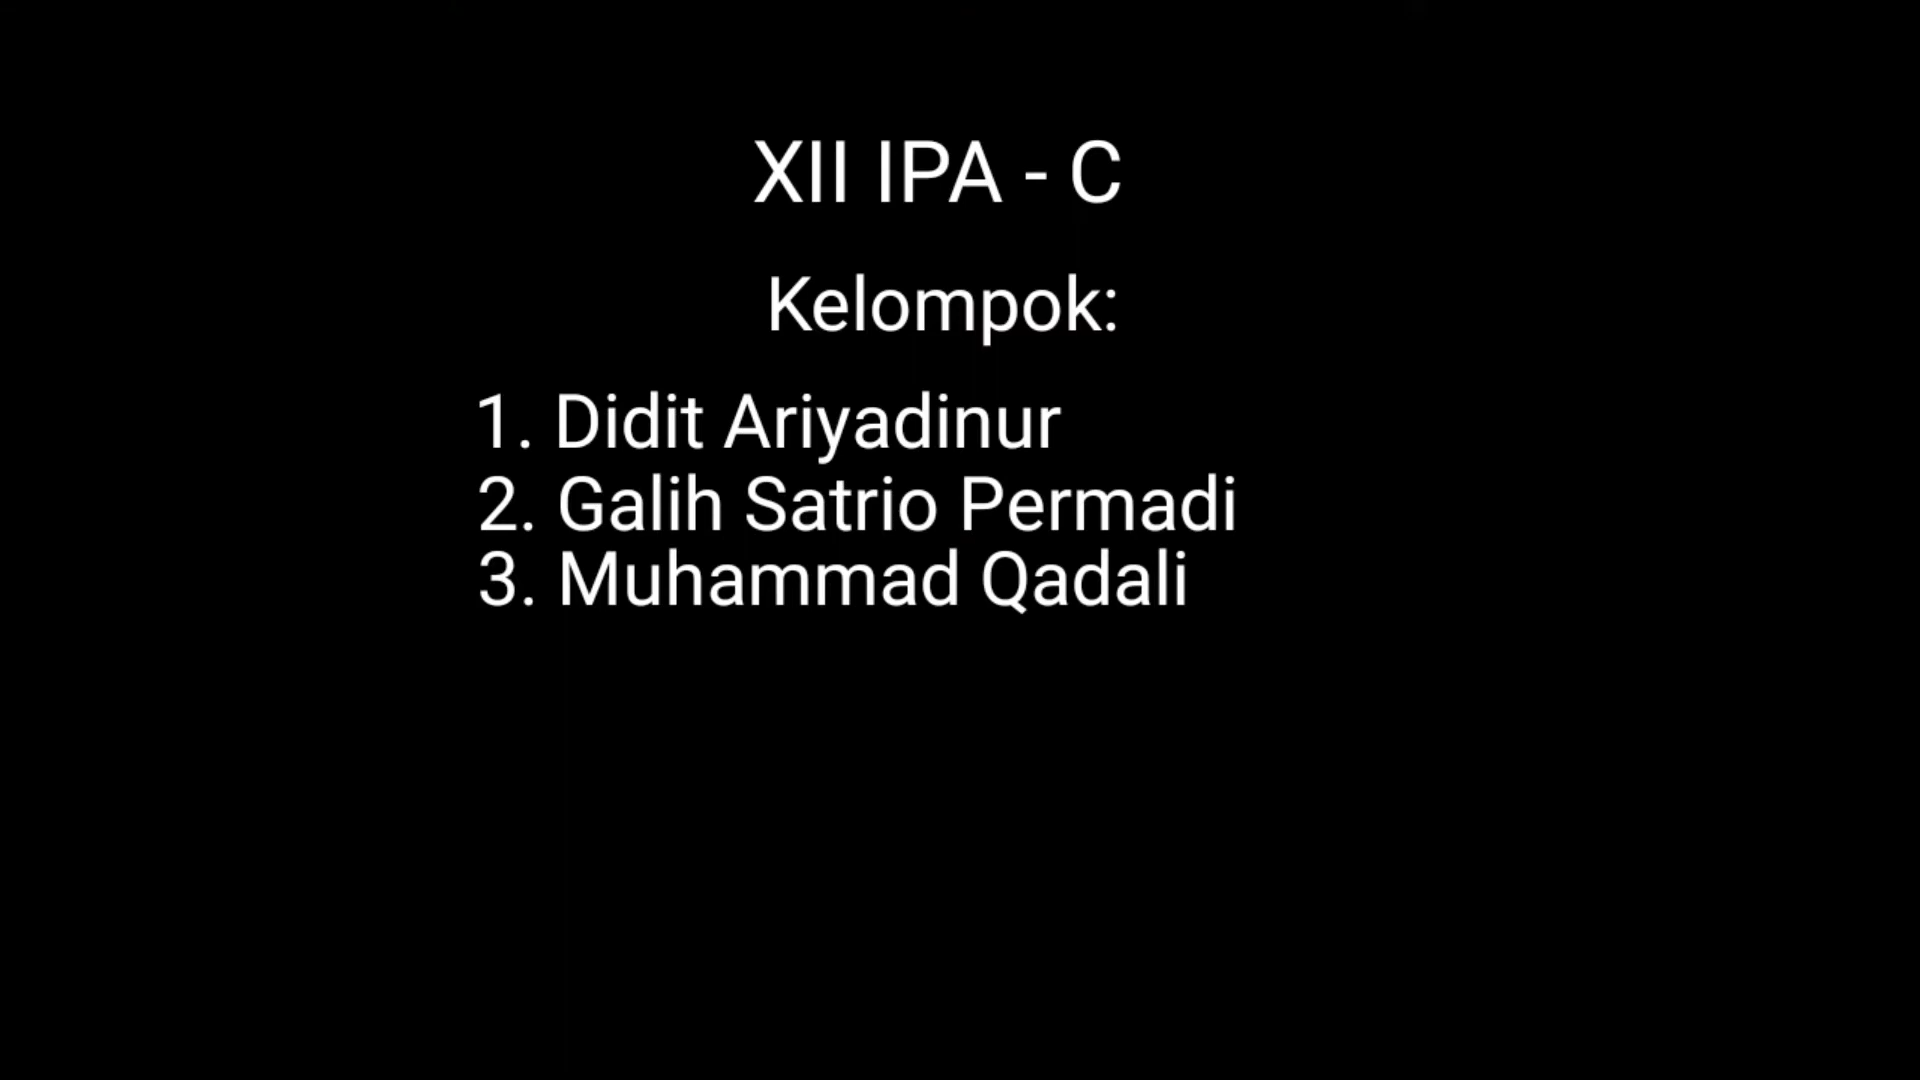 XII IPA - C
Kelompok:
1. Didit Ariyadinur
2. Galih Satrio Permadi
3. Muhammad Qadali